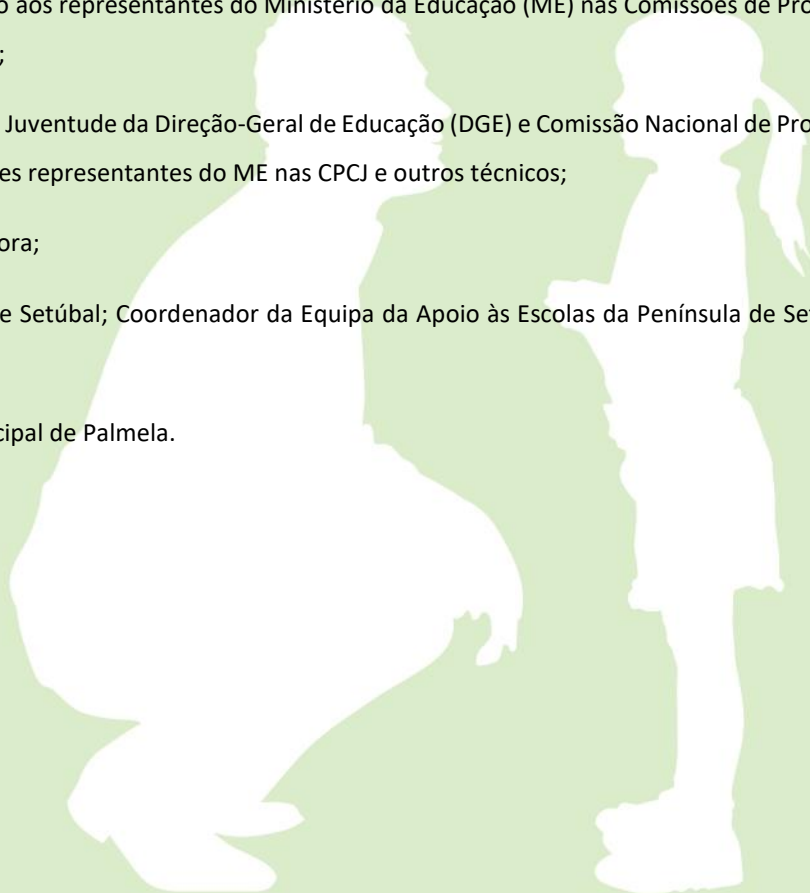 o aos representantes do Ministério da Educação (ME) nas Comissões de Pro
;
Juventude da Direção-Geral de Educação (DGE) e Comissão Nacional de Pro
es representantes do ME nas CPCJ e outros técnicos;
ora;
e Setúbal; Coordenador da Equipa da Apoio às Escolas da Península de Se
cipal de Palmela.